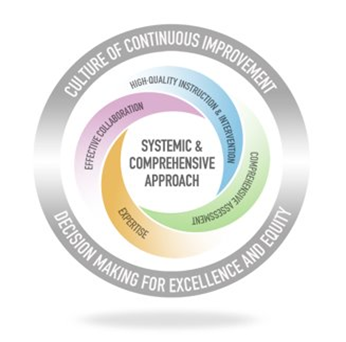 CULTURE OF CONTINUOUS IMPROVEMENT
HIGH-QUALITY INSTRUCTION & INTERVENTION
EFFECTIVE COLLABORATION
SYSTEMIC &
COMPREHENSIVE
APPROACH
COMPREHENSIVE ASSESSMENT
EXPERTISE
DECISION MAKING FOR EXCELLENCE AND EQUITY